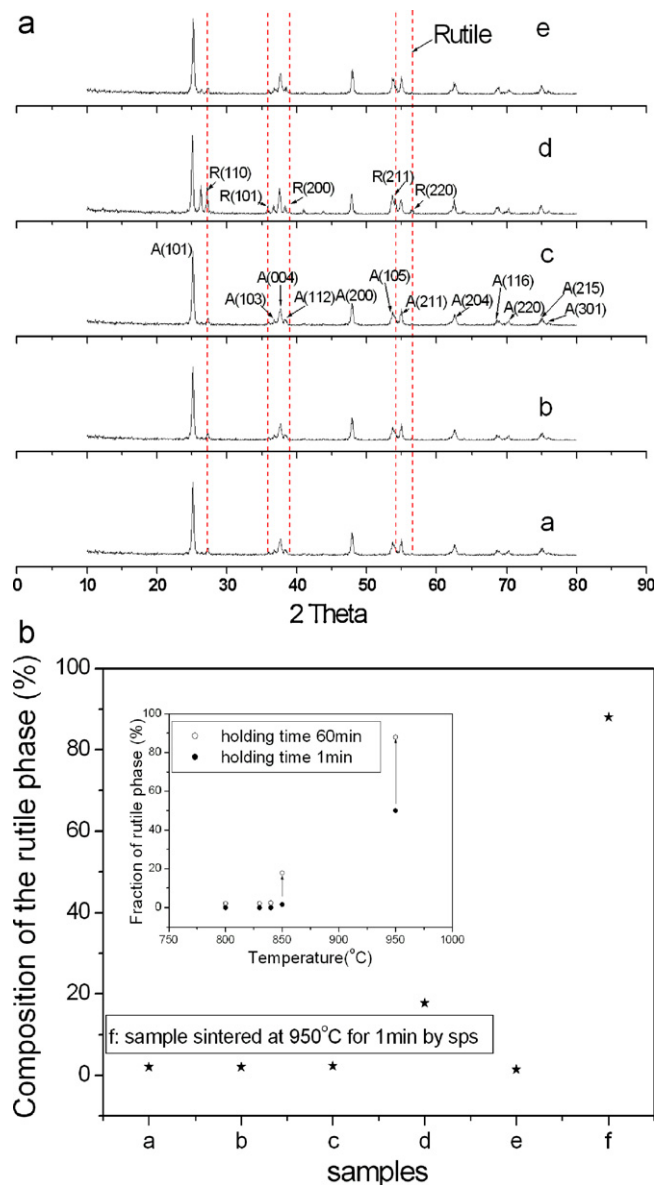 a
Rutile
e
d
R(110)
R(101)
R(200)
R(211)
R(220)
c
A(101)
A(103)
A(004)
A(112)
A(200)
A(105)
A(211)
A(204)
A(116)
A(220)
A(215)
A(301)
b
a
0 10 20 30 40 50 60 70 80 90
2 Theta
b
Composition of the rutile phase (%)
100
80
60
40
20
0
Fraction of rutile phase (%)
100
80
60
40
20
0
holding time 60min
holding time 1min
750 800 850 900 950 1000
Temperature(°C)
f: sample sintered at 950°C for 1min by sps
a b c d e f
samples